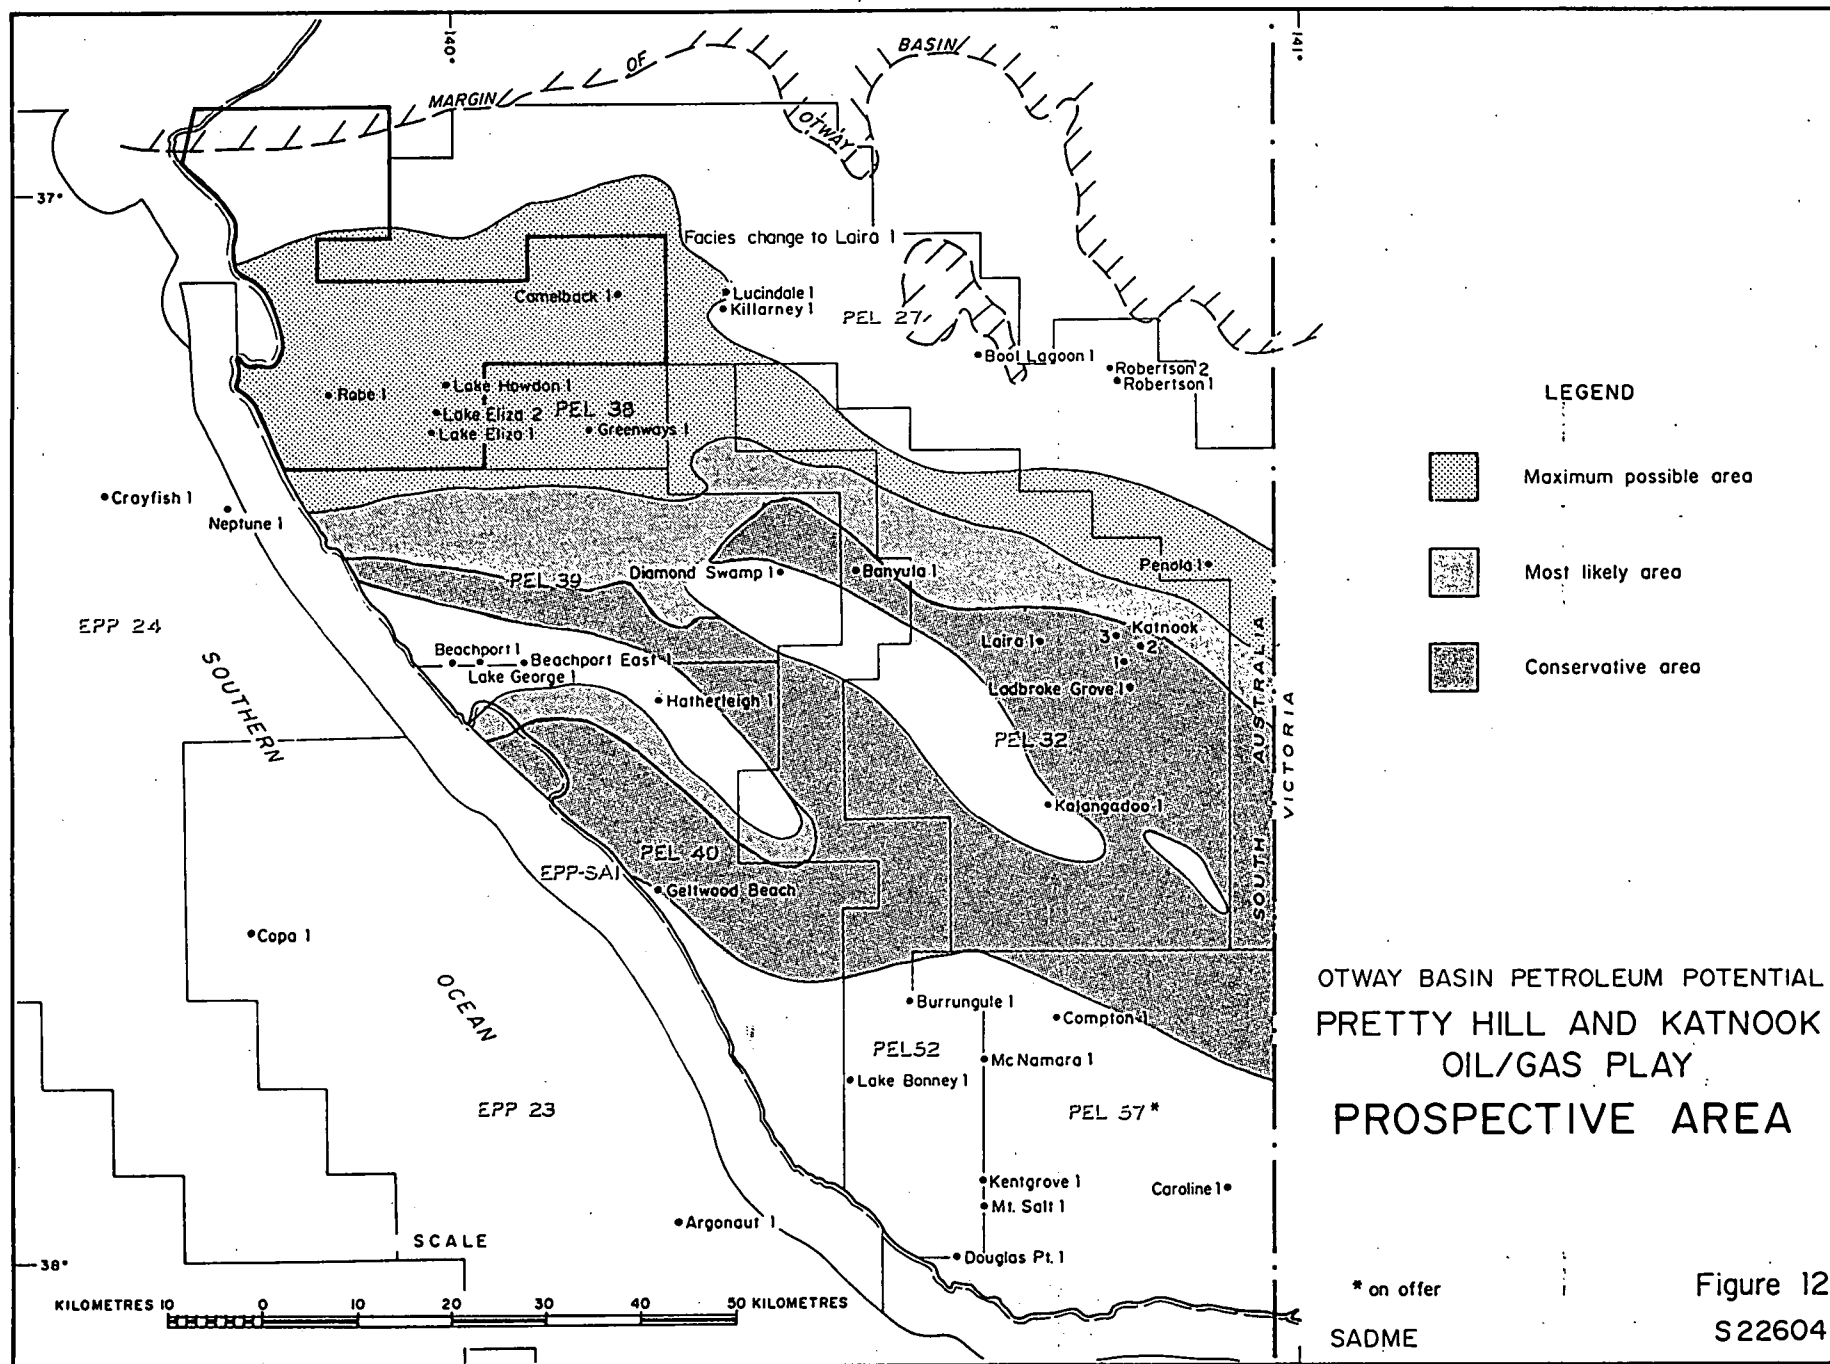 140°
141°
MARGIN OF OTWAY BASIN
37°
Facies change to Laira 1
Camelback 1
Lucindale 1
Killarney 1
PEL 27
Bool Lagoon 1
Robertson 2
Robertson 1
Robe 1
Lake Hawdon 1
Lake Eliza 2
PEL 38
Lake Eliza 1
Greenways 1
Crayfish 1
Neptune 1
PEL 39
Diamond Swamp 1
Banyula 1
Penola 1
EPP 24
Katnook
3
2
1
Laira 1
Ladbroke Grove 1
Beachport 1
Beachport East 1
Lake George 1
Hatherleigh 1
PEL 32
SOUTHERN
OCEAN
Kalangadoo 1
PEL 40
EPP-SA1
Geltwood Beach
SOUTH AUSTRALIA
VICTORIA
Copa 1
Burrungule 1
Compton 1
PEL52
Mc Namara 1
Lake Bonney 1
EPP 23
PEL 57*
Kentgrove 1
Mt. Salt 1
Caroline 1
Argonaut 1
Douglas Pt. 1
38°
SCALE
KILOMETRES 10 0 10 20 30 40 50 KILOMETRES
LEGEND
Maximum possible area
Most likely area
Conservative area
OTWAY BASIN PETROLEUM POTENTIAL
PRETTY HILL AND KATNOOK
OIL/GAS PLAY
PROSPECTIVE AREA
* on offer
Figure 12
SADME
S22604